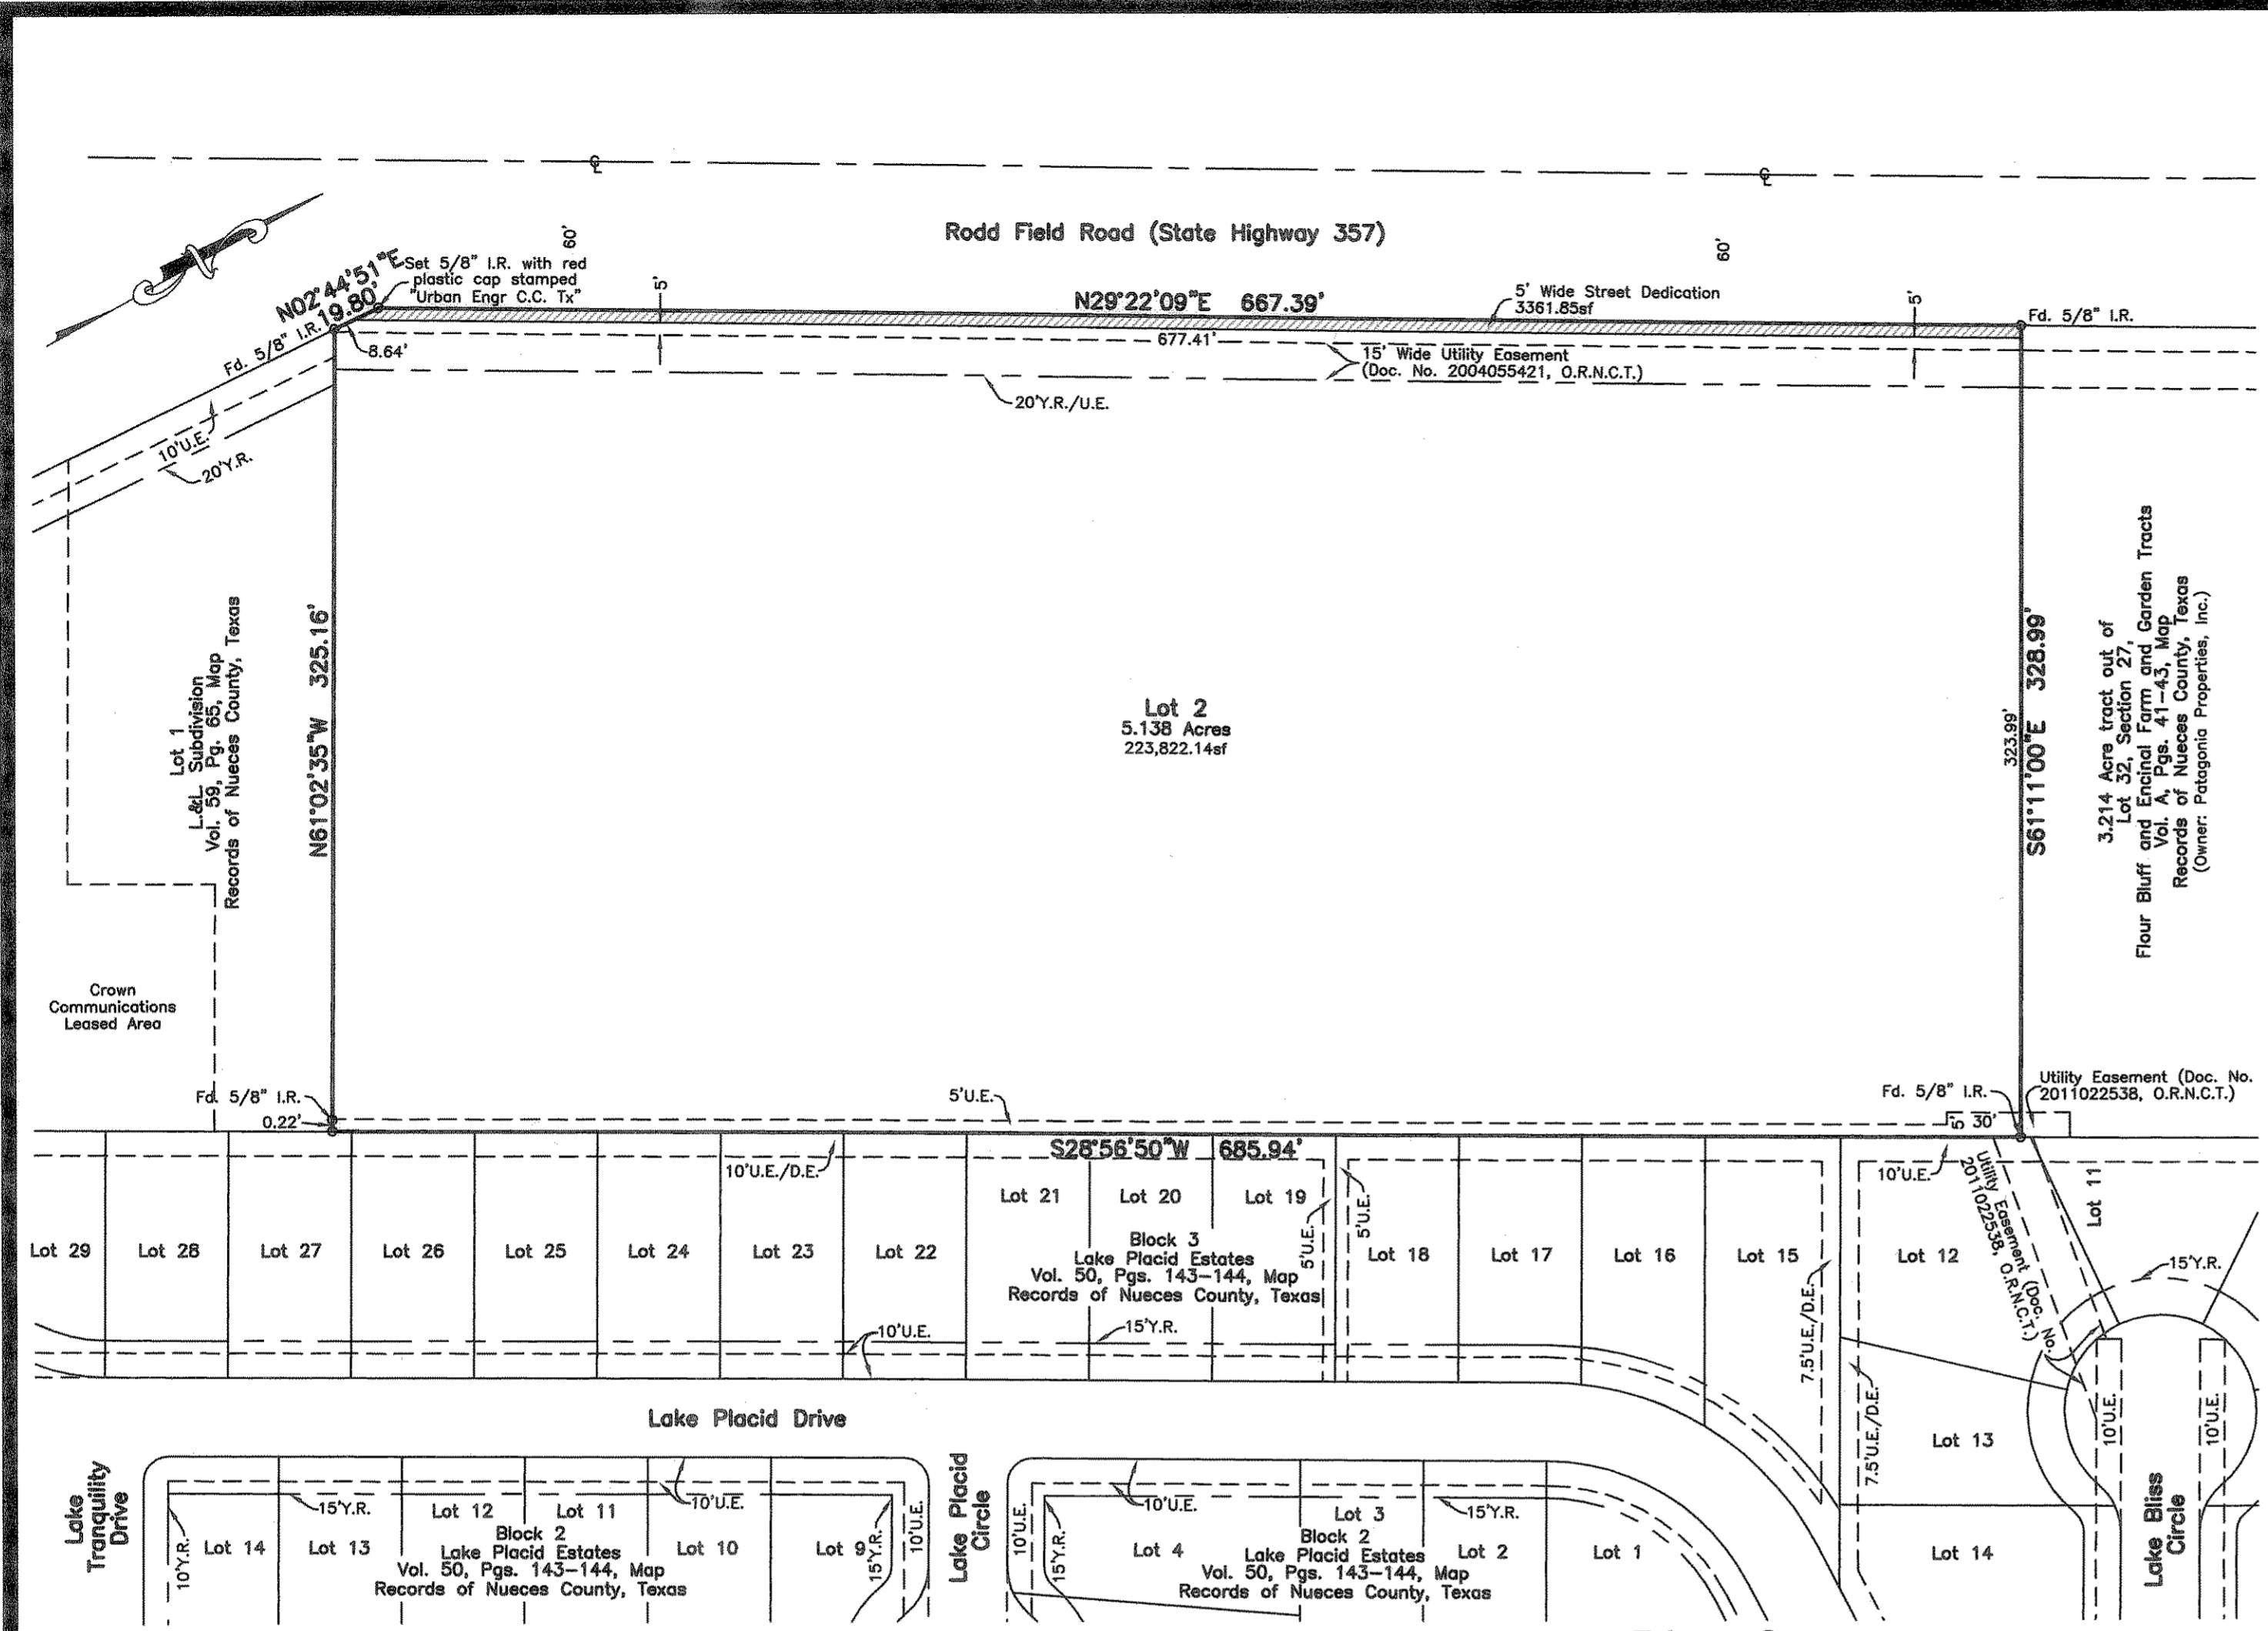 Rodd Field Road (State Highway 357)
60'
60'
N02°44'51"E
19.80'
Set 5/8" I.R. with red
plastic cap stamped
"Urban Engr C.C. Tx"
Fd. 5/8" I.R.
8.64'
5'
N29°22'09"E 667.39'
677.41'
5' Wide Street Dedication
3361.85sf
5'
Fd. 5/8" I.R.
15' Wide Utility Easement
(Doc. No. 2004055421, O.R.N.C.T.)
20'Y.R./U.E.
10'U.E.
20'Y.R.
Lot 1
L.&L. Subdivision
Vol. 59, Pg. 65, Map
Records of Nueces County, Texas
N61°02'35"W 325.16'
Lot 2
5.138 Acres
223,822.14sf
323.99'
S61°11'00"E 328.99'
3.214 Acre tract out of
Lot 32, Section 27,
Flour Bluff and Encinal Farm and Garden Tracts
Vol. A, Pgs. 41-43, Map
Records of Nueces County, Texas
(Owner: Patagonia Properties, Inc.)
Crown
Communications
Leased Area
Fd. 5/8" I.R.
0.22'
5'U.E.
Fd. 5/8" I.R.
5'
30'
Utility Easement (Doc. No.
2011022538, O.R.N.C.T.)
S28°56'50"W 685.94'
10'U.E./D.E.
10'U.E.
Utility Easement (Doc. No.
2011022538, O.R.N.C.T.)
Lot 11
15'Y.R.
Lot 29
Lot 28
Lot 27
Lot 26
Lot 25
Lot 24
Lot 23
Lot 22
Lot 21
Lot 20
Lot 19
Block 3
Lake Placid Estates
Vol. 50, Pgs. 143-144, Map
Records of Nueces County, Texas
5'U.E.
5'U.E.
Lot 18
Lot 17
Lot 16
Lot 15
Lot 12
7.5'U.E./D.E.
7.5'U.E./D.E.
10'U.E.
15'Y.R.
Lot 13
10'U.E.
10'U.E.
Lake Placid Drive
Lake
Tranquility
Drive
10'Y.R.
15'Y.R.
10'U.E.
Lot 14
Lot 13
Lot 12
Lot 11
Lot 10
Lot 9
Block 2
Lake Placid Estates
Vol. 50, Pgs. 143-144, Map
Records of Nueces County, Texas
15'Y.R.
10'U.E.
Lake Placid
Circle
10'U.E.
15'Y.R.
10'U.E.
15'Y.R.
Lot 4
Lot 3
Lot 2
Lot 1
Block 2
Lake Placid Estates
Vol. 50, Pgs. 143-144, Map
Records of Nueces County, Texas
Lot 14
Lake Bliss
Circle